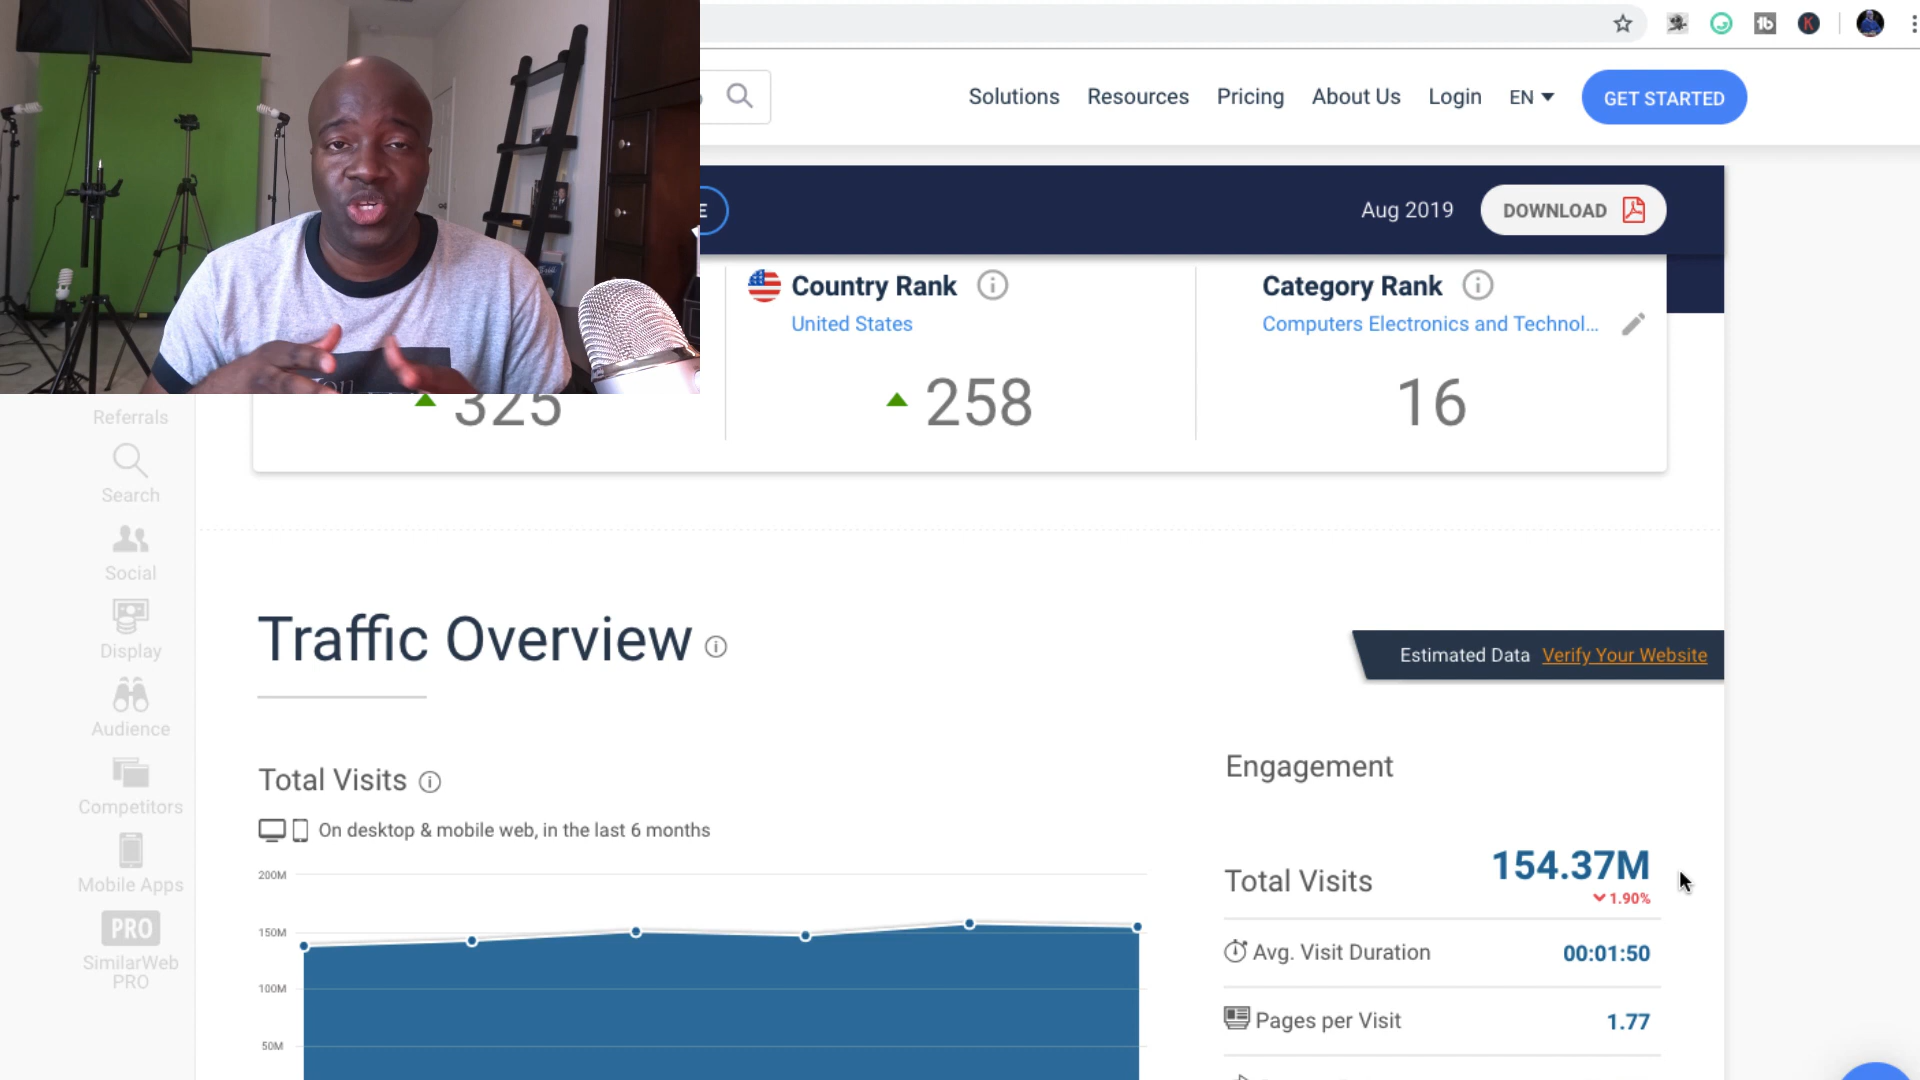 Solutions Resources Pricing About Us Login EN GET STARTED
E Aug 2019 DOWNLOAD
Country Rank
United States
258
Category Rank
Computers Electronics and Technol...
16
325
Referrals
Search
Social
Display
Audience
Competitors
Mobile Apps
PRO
SimilarWeb
PRO
Traffic Overview
Estimated Data Verify Your Website
Total Visits
On desktop & mobile web, in the last 6 months
200M
150M
100M
50M
Engagement
Total Visits 154.37M
1.90%
Avg. Visit Duration 00:01:50
Pages per Visit 1.77
You